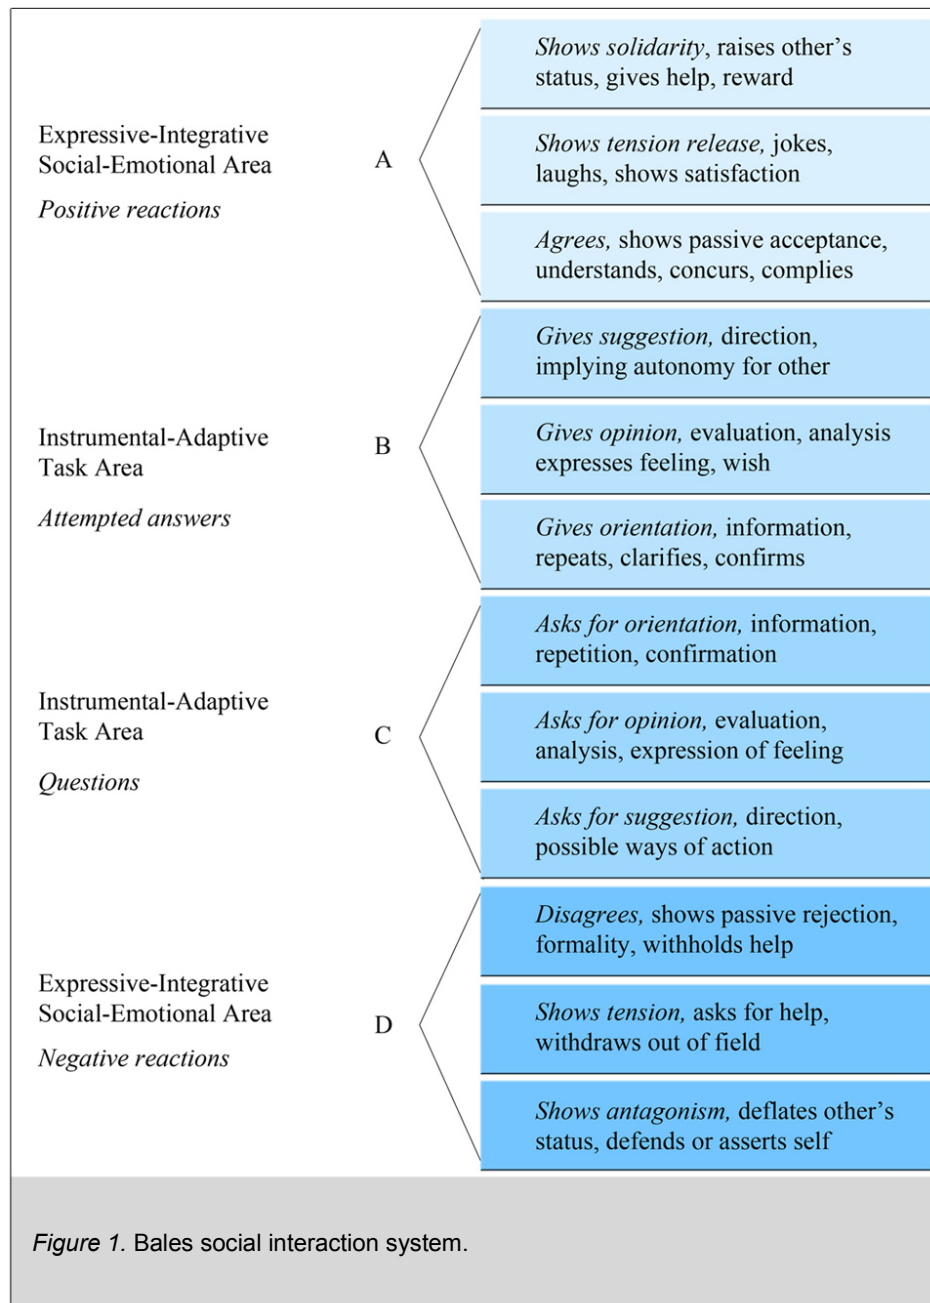 Expressive-Integrative
Social-Emotional Area
Positive reactions
A
Shows solidarity, raises other’s
status, gives help, reward
Shows tension release, jokes,
laughs, shows satisfaction
Agrees, shows passive acceptance,
understands, concurs, complies
Instrumental-Adaptive
Task Area
Attempted answers
B
Gives suggestion, direction,
implying autonomy for other
Gives opinion, evaluation, analysis
expresses feeling, wish
Gives orientation, information,
repeats, clarifies, confirms
Instrumental-Adaptive
Task Area
Questions
C
Asks for orientation, information,
repetition, confirmation
Asks for opinion, evaluation,
analysis, expression of feeling
Asks for suggestion, direction,
possible ways of action
Expressive-Integrative
Social-Emotional Area
Negative reactions
D
Disagrees, shows passive rejection,
formality, withholds help
Shows tension, asks for help,
withdraws out of field
Shows antagonism, deflates other’s
status, defends or asserts self
Figure 1. Bales social interaction system.